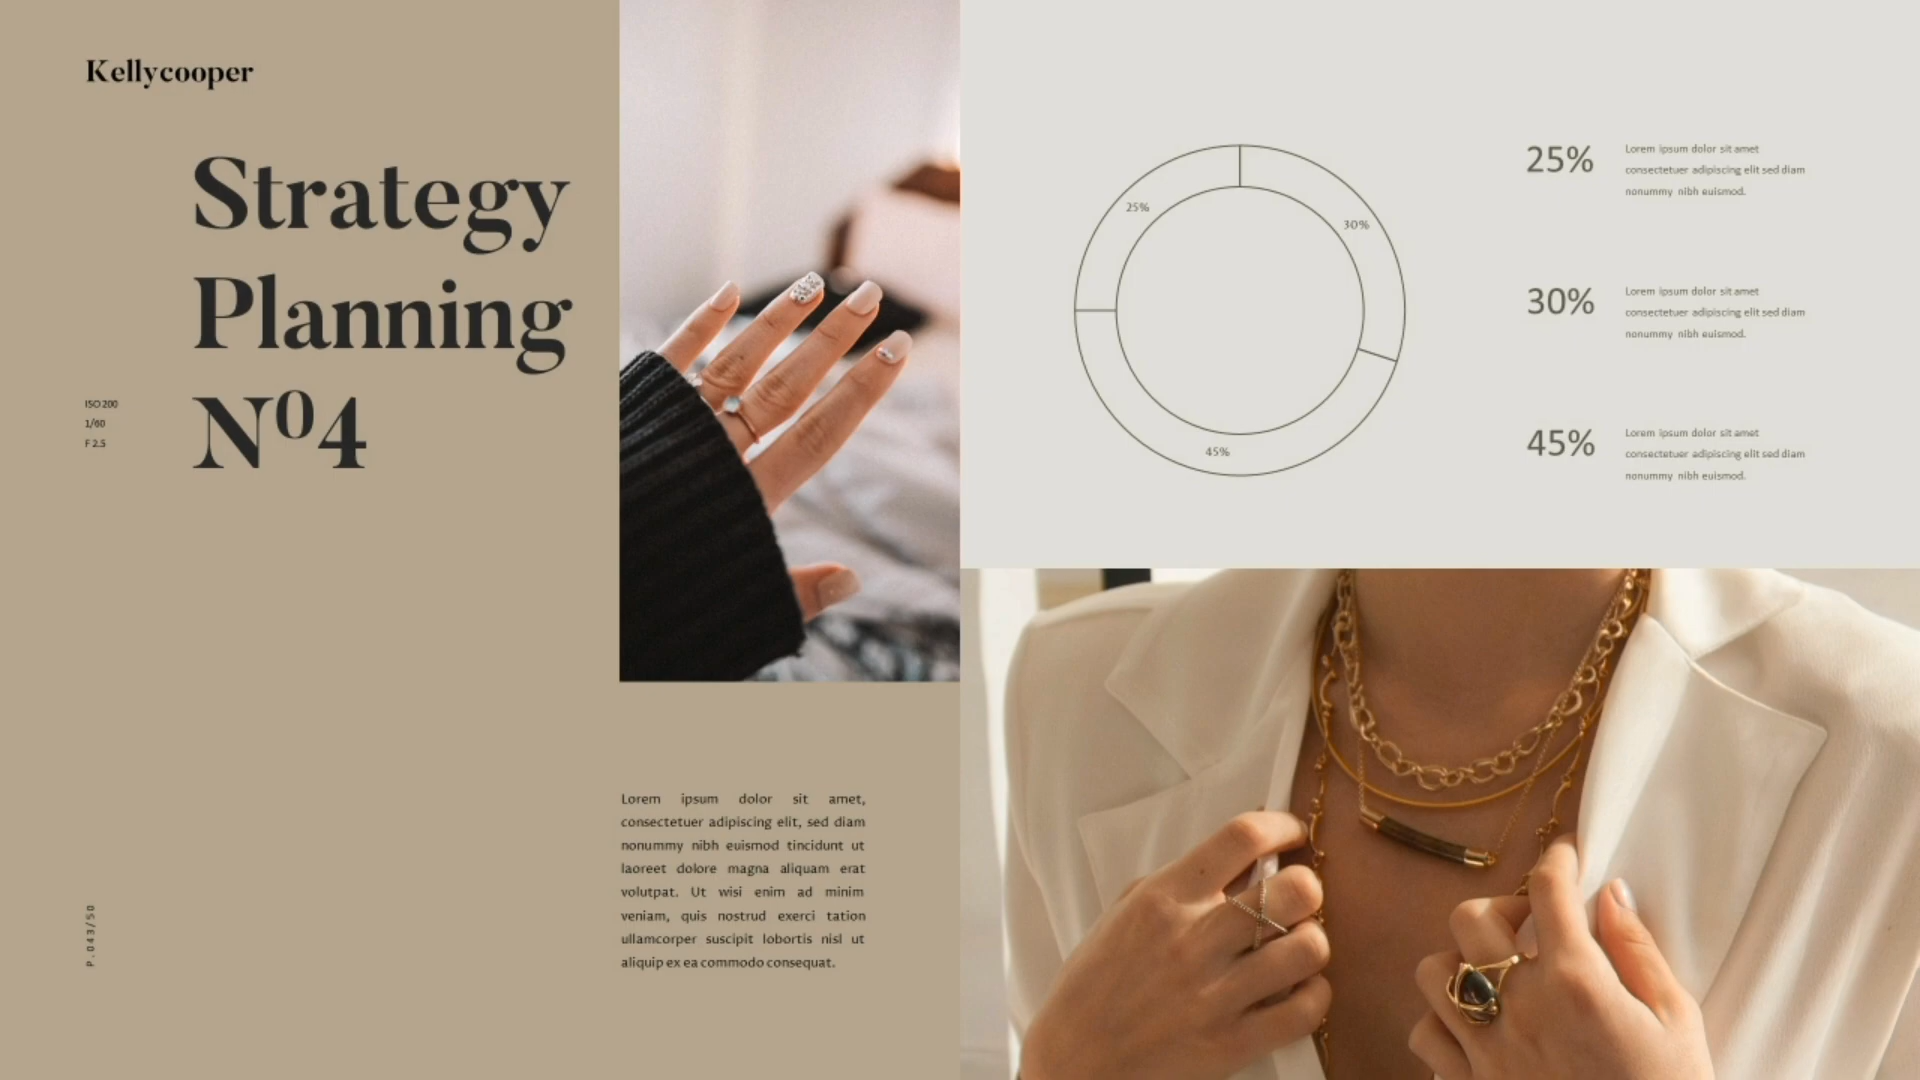 Kellycooper
Strategy
Planning
Nº4
ISO 200
1/60
F 2.5
P.043/50
Lorem ipsum dolor sit amet,
consectetuer adipiscing elit, sed diam
nonummy nibh euismod tincidunt ut
laoreet dolore magna aliquam erat
volutpat. Ut wisi enim ad minim
veniam, quis nostrud exerci tation
ullamcorper suscipit lobortis nisl ut
aliquip ex ea commodo consequat.
25%
30%
45%
25%
Lorem ipsum dolor sit amet
consectetuer adipiscing elit sed diam
nonummy nibh euismod.
30%
Lorem ipsum dolor sit amet
consectetuer adipiscing elit sed diam
nonummy nibh euismod.
45%
Lorem ipsum dolor sit amet
consectetuer adipiscing elit sed diam
nonummy nibh euismod.